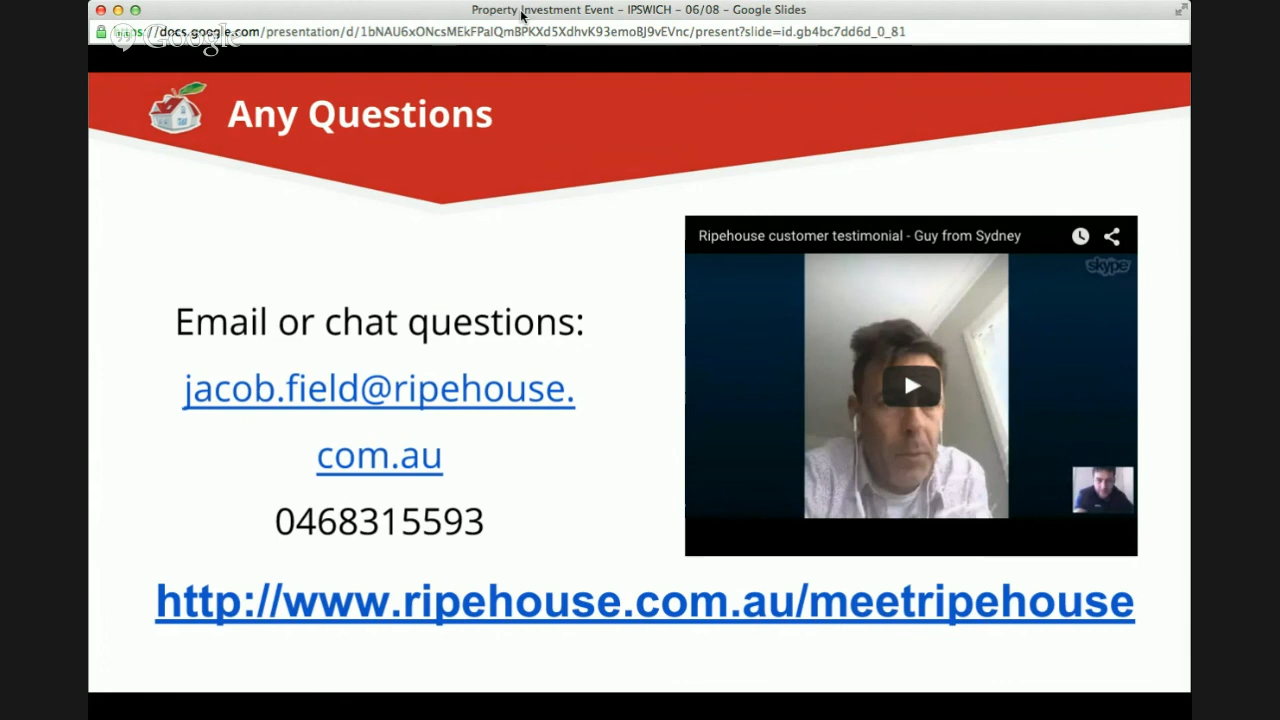 Property Investment Event – IPSWICH – 06/08 – Google Slides
https://docs.google.com/presentation/d/1bNAU6xONcsMEkFPalQmBPKXd5XdhvK93emoBJ9vEVnc/present?slide=id.gb4bc7dd6d_0_81
Google
Any Questions
Ripehouse customer testimonial - Guy from Sydney
skype
Email or chat questions:
jacob.field@ripehouse.
com.au
0468315593
http://www.ripehouse.com.au/meetripehouse